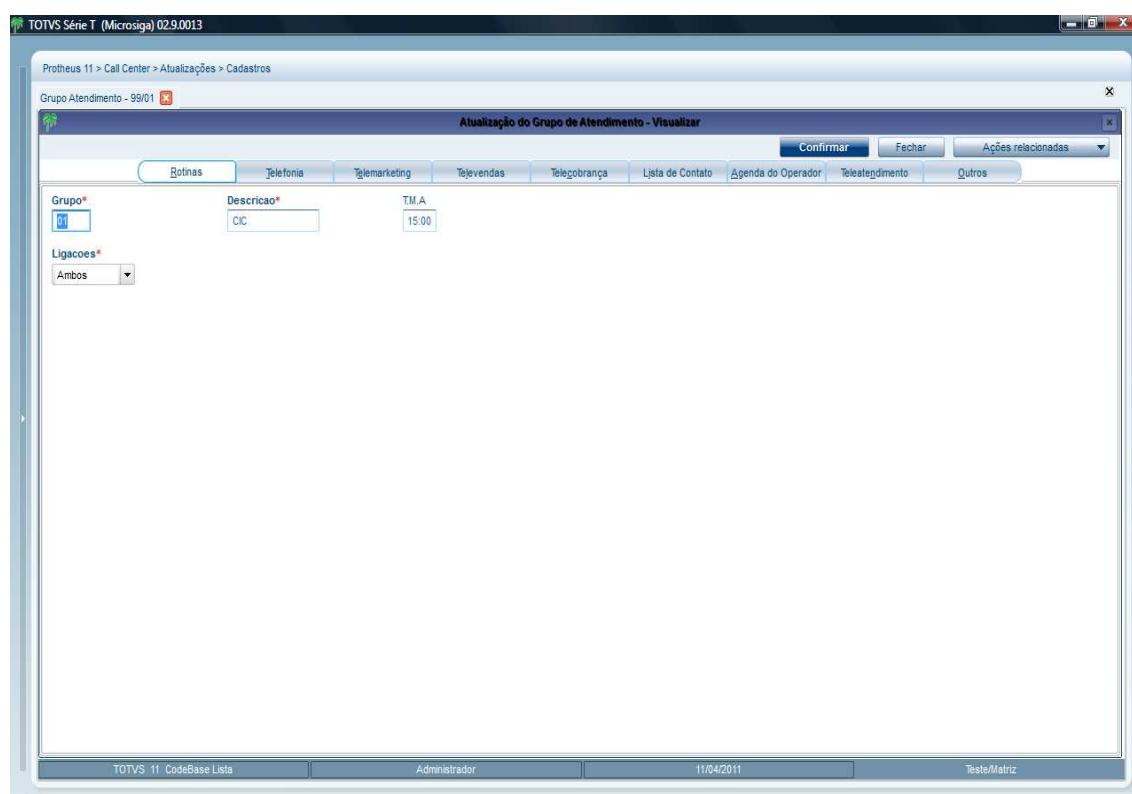 TOTVS Série T (Microsiga) 02.9.0013
Protheus 11 > Call Center > Atualizações > Cadastros
Grupo Atendimento - 99/01
Atualização do Grupo de Atendimento - Visualizar
Confirmar Fechar Ações relacionadas
Rotinas Telefonia Telemarketing Televendas Telecobrança Lista de Contato Agenda do Operador Teleatendimento Outros
Grupo* Descricao* T.M.A
01 CIC 15:00
Ligacoes*
Ambos
TOTVS 11 CodeBase Lista Administrador 11/04/2011 Teste/Matriz